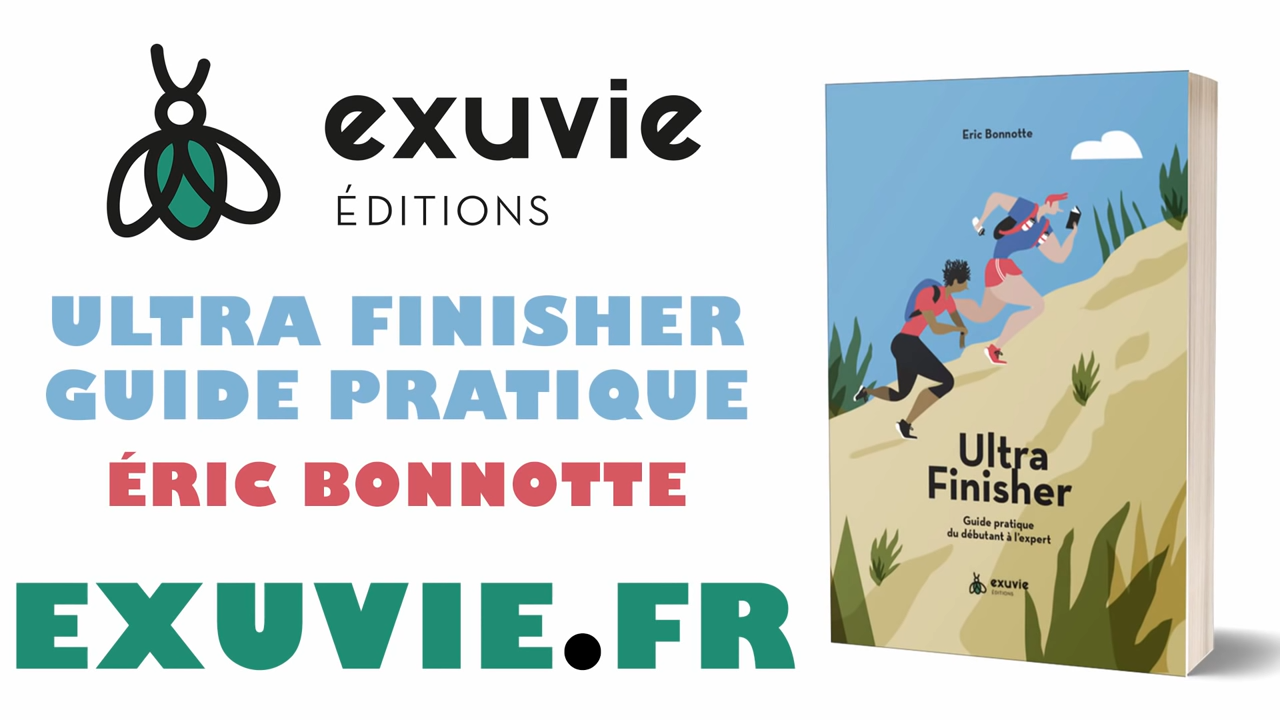 exuvie
ÉDITIONS
ULTRA FINISHER
GUIDE PRATIQUE
ÉRIC BONNOTTE
EXUVIE.FR
Eric Bonnotte
Ultra
Finisher
Guide pratique
du débutant à l'expert
exuvie
ÉDITIONS